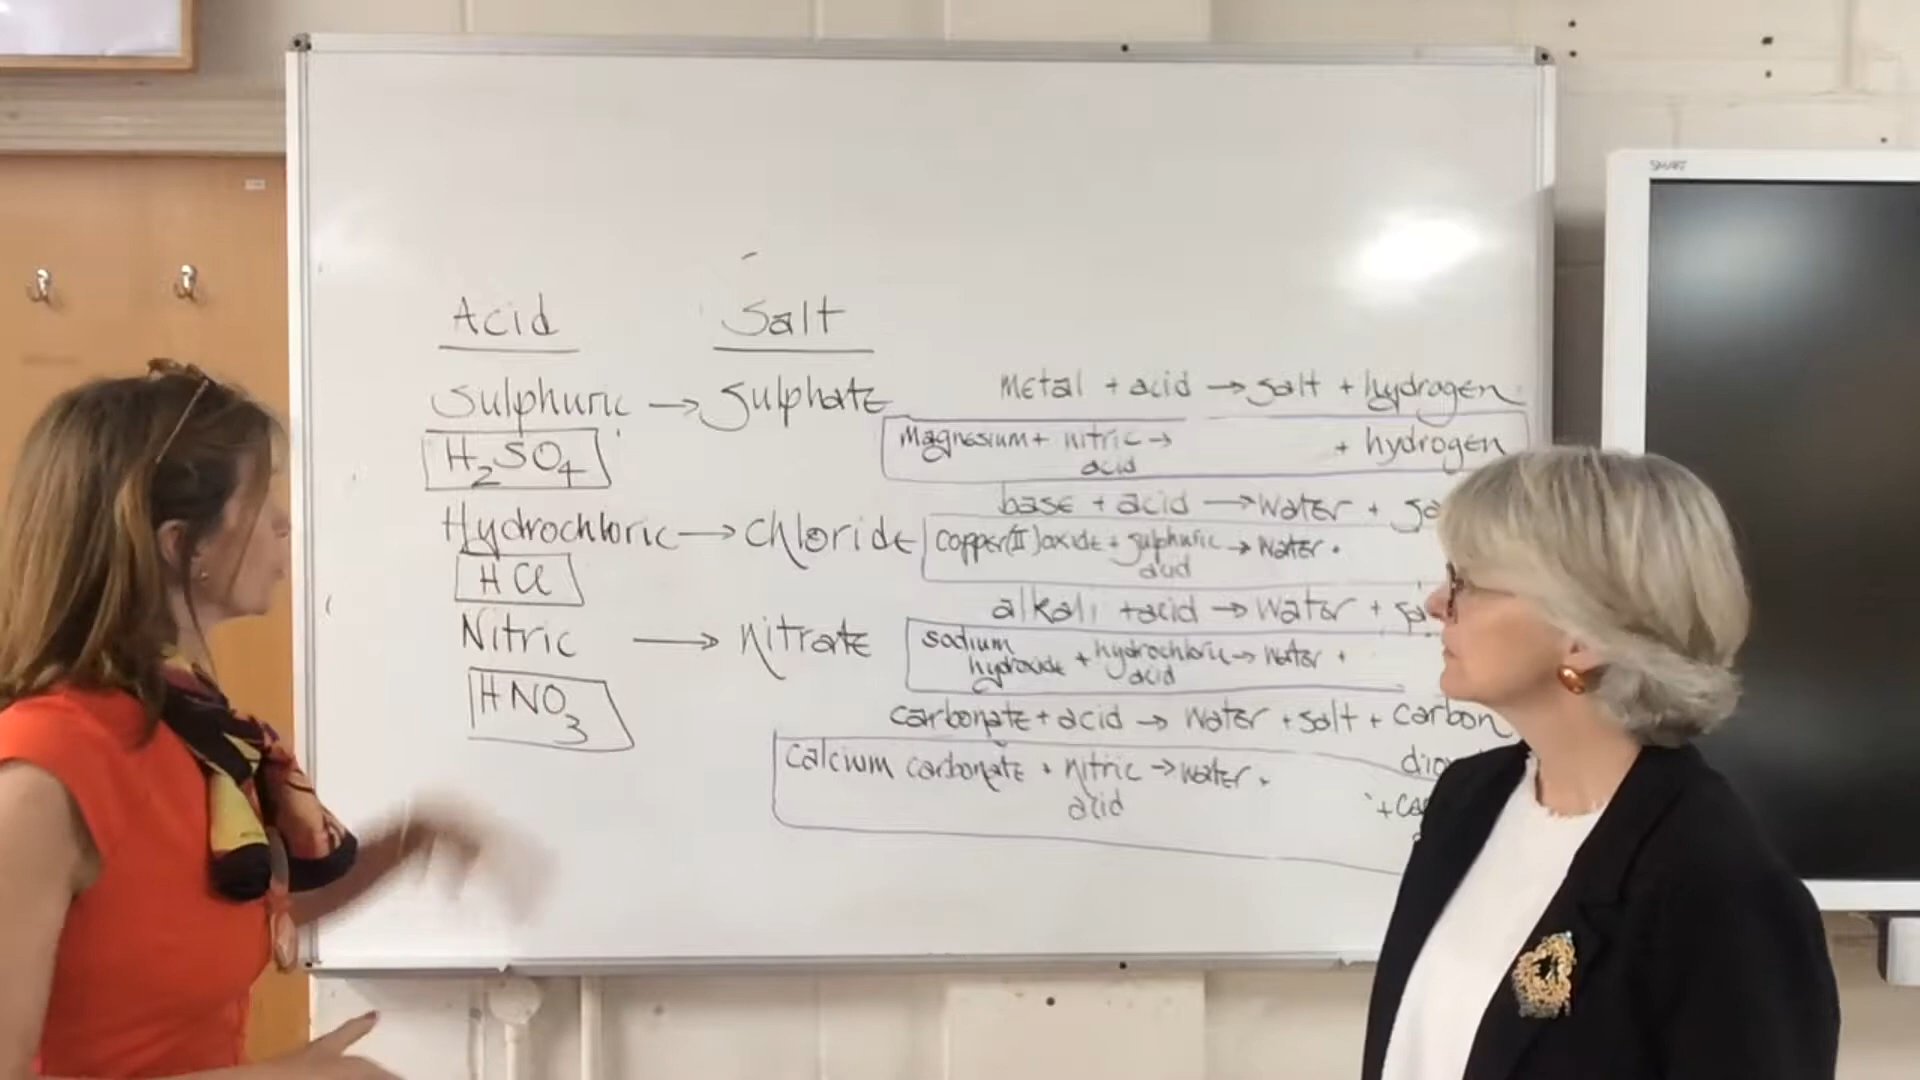 SMART
Acid Salt
Sulphuric → Sulphate
H₂SO₄
Hydrochloric → chloride
HCl
Nitric → nitrate
HNO₃
metal + acid → salt + hydrogen
magnesium + nitric →
acid
+ hydrogen
base + acid → water +
copper(II)oxide + sulphuric → water +
acid
alkali + acid → water +
sodium
hydroxide + hydrochloric → water +
acid
carbonate + acid → water + salt + carbon
calcium carbonate + nitric → water +
acid
+